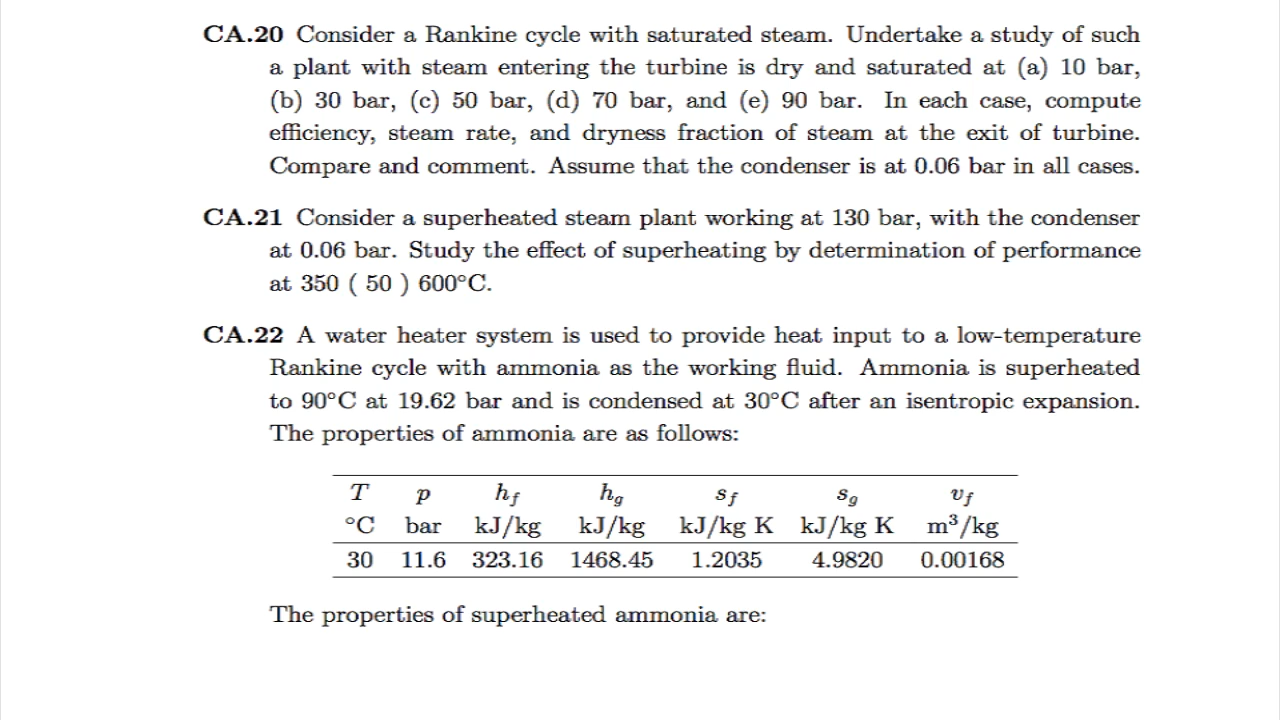 CA.20 Consider a Rankine cycle with saturated steam. Undertake a study of such
a plant with steam entering the turbine is dry and saturated at (a) 10 bar,
(b) 30 bar, (c) 50 bar, (d) 70 bar, and (e) 90 bar. In each case, compute
efficiency, steam rate, and dryness fraction of steam at the exit of turbine.
Compare and comment. Assume that the condenser is at 0.06 bar in all cases.
CA.21 Consider a superheated steam plant working at 130 bar, with the condenser
at 0.06 bar. Study the effect of superheating by determination of performance
at 350 ( 50 ) 600°C.
CA.22 A water heater system is used to provide heat input to a low-temperature
Rankine cycle with ammonia as the working fluid. Ammonia is superheated
to 90°C at 19.62 bar and is condensed at 30°C after an isentropic expansion.
The properties of ammonia are as follows:
T p hf hg sf sg vf
°C bar kJ/kg kJ/kg kJ/kg K kJ/kg K m³/kg
30 11.6 323.16 1468.45 1.2035 4.9820 0.00168
The properties of superheated ammonia are: